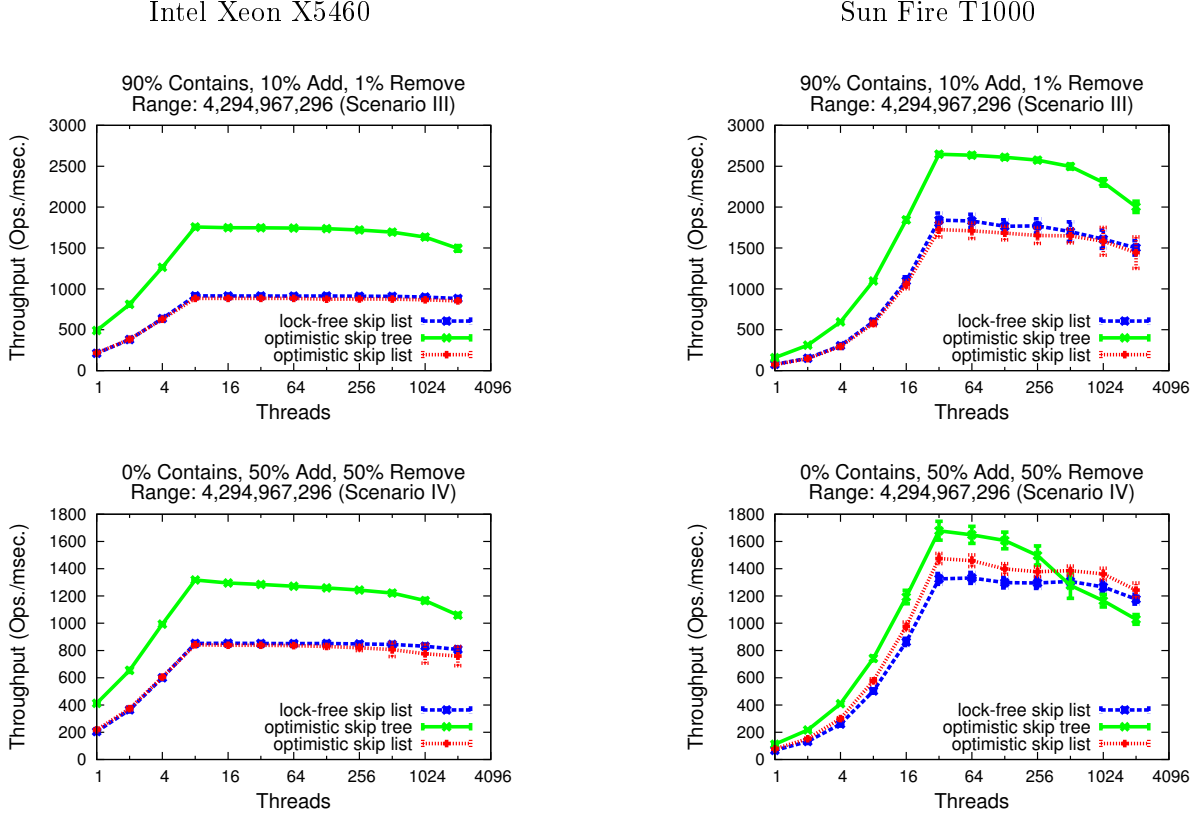 Intel Xeon X5460
Sun Fire T1000
90% Contains, 10% Add, 1% Remove
Range: 4,294,967,296 (Scenario III)
Throughput (Ops./msec.)
3000
2500
2000
1500
1000
500
0
lock-free skip list
optimistic skip tree
optimistic skip list
1 4 16 64 256 1024 4096
Threads
90% Contains, 10% Add, 1% Remove
Range: 4,294,967,296 (Scenario III)
Throughput (Ops./msec.)
3000
2500
2000
1500
1000
500
0
lock-free skip list
optimistic skip tree
optimistic skip list
1 4 16 64 256 1024 4096
Threads
0% Contains, 50% Add, 50% Remove
Range: 4,294,967,296 (Scenario IV)
Throughput (Ops./msec.)
1800
1600
1400
1200
1000
800
600
400
200
0
lock-free skip list
optimistic skip tree
optimistic skip list
1 4 16 64 256 1024 4096
Threads
0% Contains, 50% Add, 50% Remove
Range: 4,294,967,296 (Scenario IV)
Throughput (Ops./msec.)
1800
1600
1400
1200
1000
800
600
400
200
0
lock-free skip list
optimistic skip tree
optimistic skip list
1 4 16 64 256 1024 4096
Threads